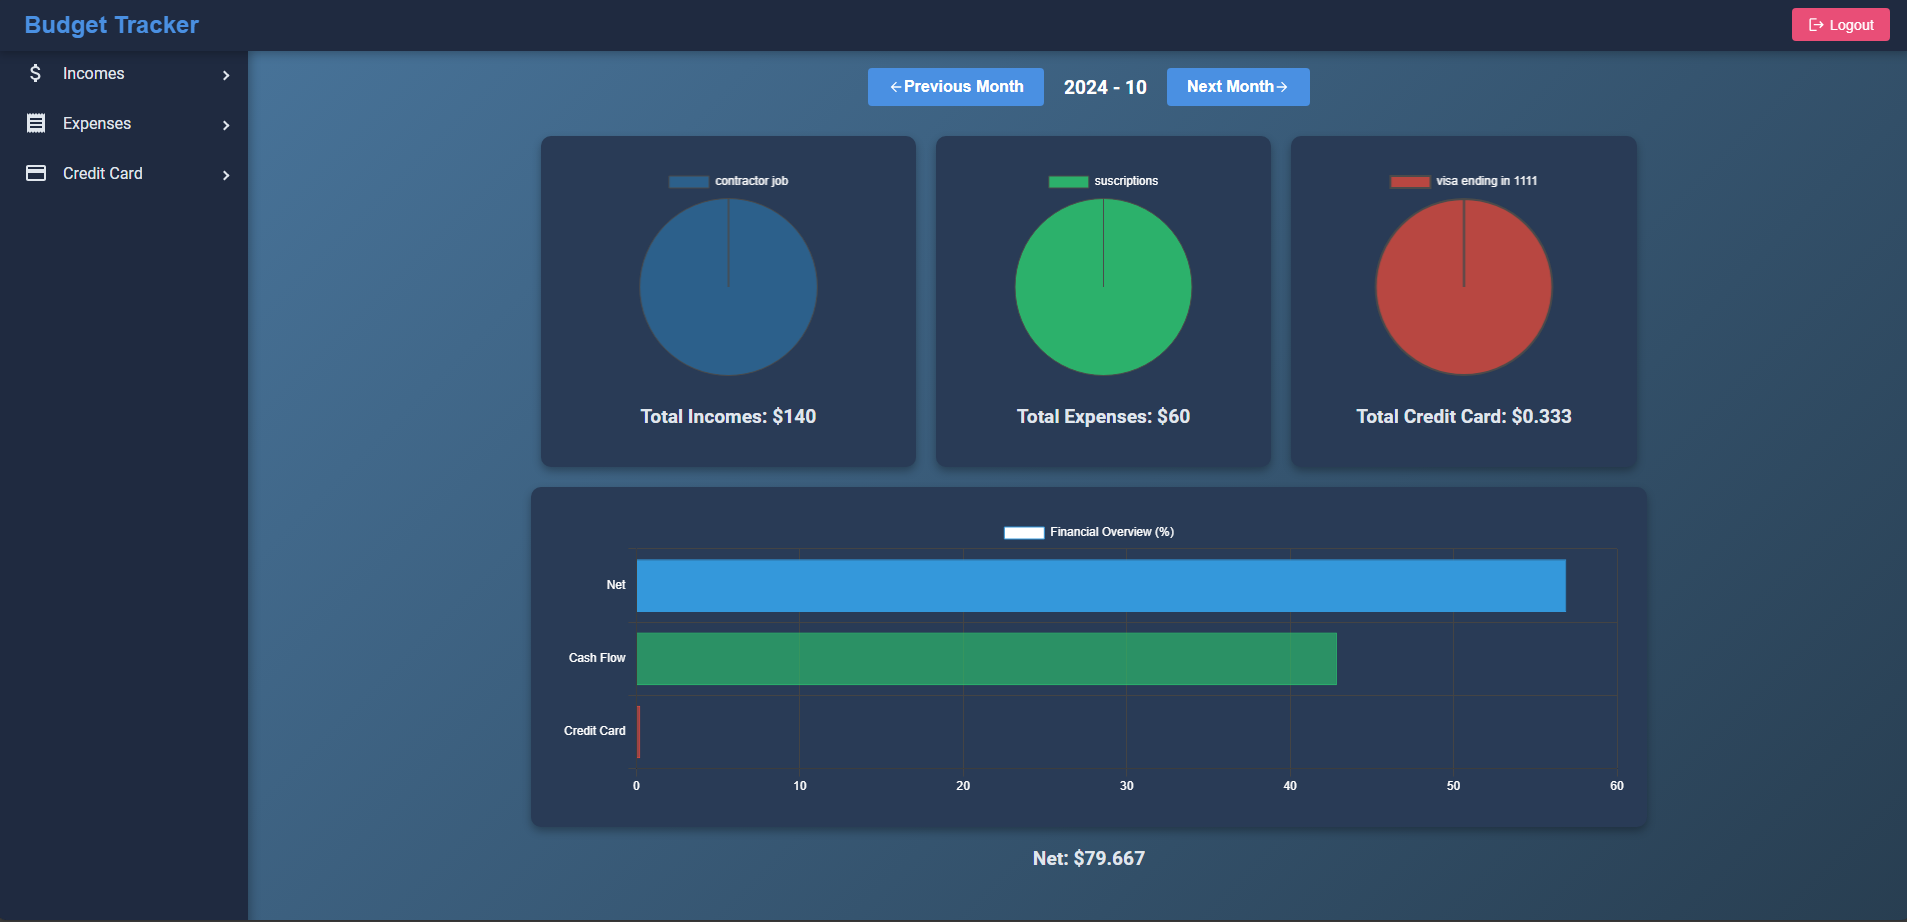 Budget Tracker
Logout
Incomes
Expenses
Credit Card
Previous Month
2024 - 10
Next Month
contractor job
Total Incomes: $140
suscriptions
Total Expenses: $60
visa ending in 1111
Total Credit Card: $0.333
Financial Overview (%)
Net
Cash Flow
Credit Card
0 10 20 30 40 50 60
Net: $79.667